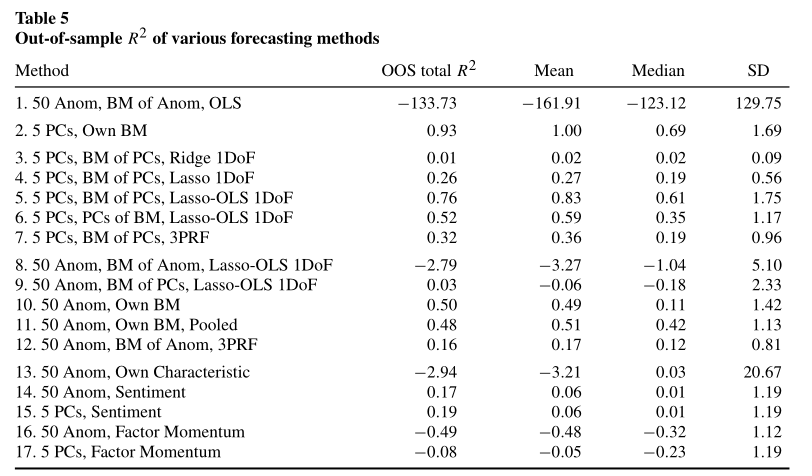 Table 5
Out-of-sample R² of various forecasting methods
Method OOS total R² Mean Median SD
1. 50 Anom, BM of Anom, OLS −133.73 −161.91 −123.12 129.75
2. 5 PCs, Own BM 0.93 1.00 0.69 1.69
3. 5 PCs, BM of PCs, Ridge 1DoF 0.01 0.02 0.02 0.09
4. 5 PCs, BM of PCs, Lasso 1DoF 0.26 0.27 0.19 0.56
5. 5 PCs, BM of PCs, Lasso-OLS 1DoF 0.76 0.83 0.61 1.75
6. 5 PCs, PCs of BM, Lasso-OLS 1DoF 0.52 0.59 0.35 1.17
7. 5 PCs, BM of PCs, 3PRF 0.32 0.36 0.19 0.96
8. 50 Anom, BM of Anom, Lasso-OLS 1DoF −2.79 −3.27 −1.04 5.10
9. 50 Anom, BM of PCs, Lasso-OLS 1DoF 0.03 −0.06 −0.18 2.33
10. 50 Anom, Own BM 0.50 0.49 0.11 1.42
11. 50 Anom, Own BM, Pooled 0.48 0.51 0.42 1.13
12. 50 Anom, BM of Anom, 3PRF 0.16 0.17 0.12 0.81
13. 50 Anom, Own Characteristic −2.94 −3.21 0.03 20.67
14. 50 Anom, Sentiment 0.17 0.06 0.01 1.19
15. 5 PCs, Sentiment 0.19 0.06 0.01 1.19
16. 50 Anom, Factor Momentum −0.49 −0.48 −0.32 1.12
17. 5 PCs, Factor Momentum −0.08 −0.05 −0.23 1.19